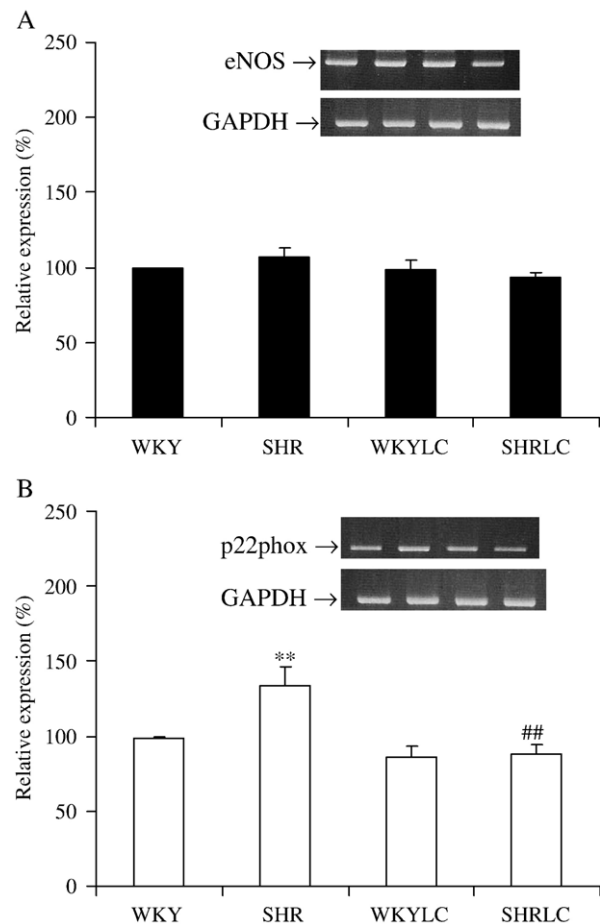 A
250
200
150
100
50
0
Relative expression (%)
eNOS →
GAPDH →
WKY SHR WKYLC SHRLC
B
250
200
150
100
50
0
Relative expression (%)
p22phox →
GAPDH →
**
##
WKY SHR WKYLC SHRLC